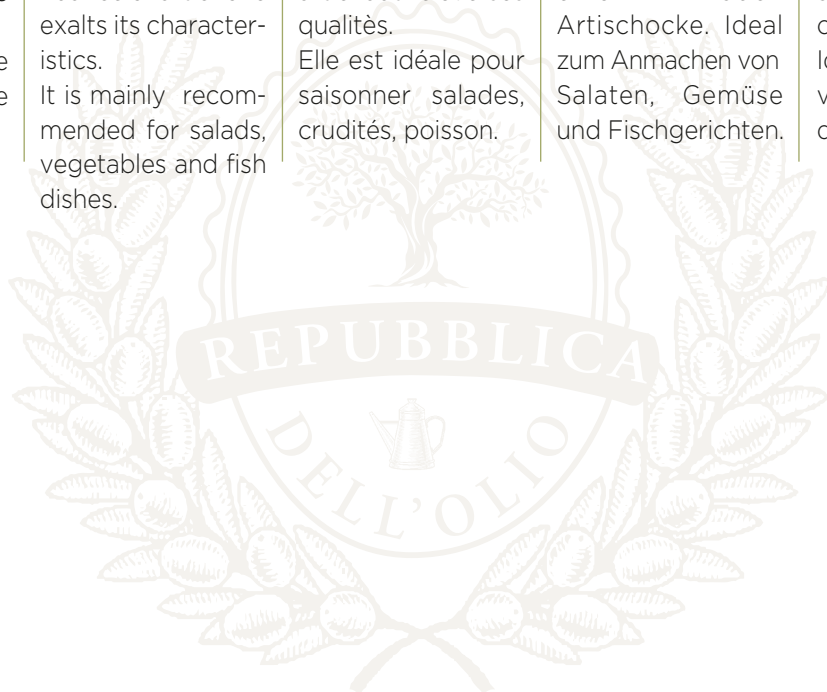 exalts its character-
istics.
It is mainly recom-
mended for salads,
vegetables and fish
dishes.
qualitès.
Elle est idéale pour
saisonner salades,
crudités, poisson.
Artischocke. Ideal
zum Anmachen von
Salaten, Gemüse
und Fischgerichten.
REPUBBLICA
DELL'OLIO